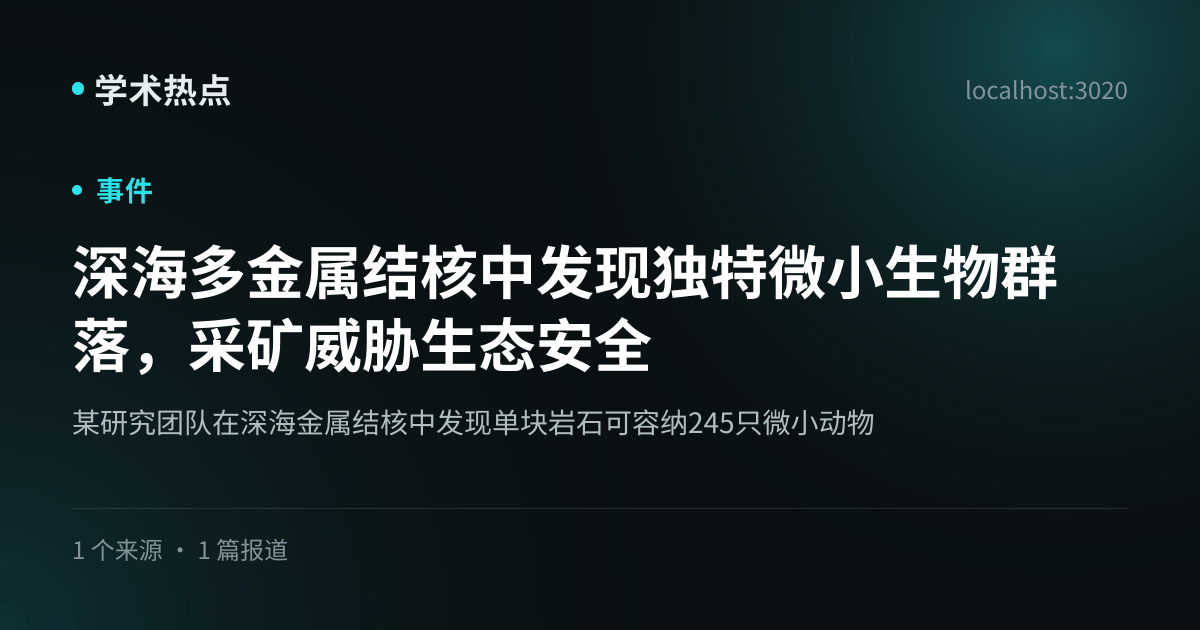 学术热点
localhost:3020
事件
深海多金属结核中发现独特微小生物群
落，采矿威胁生态安全
某研究团队在深海金属结核中发现单块岩石可容纳245只微小动物
1 个来源 · 1 篇报道